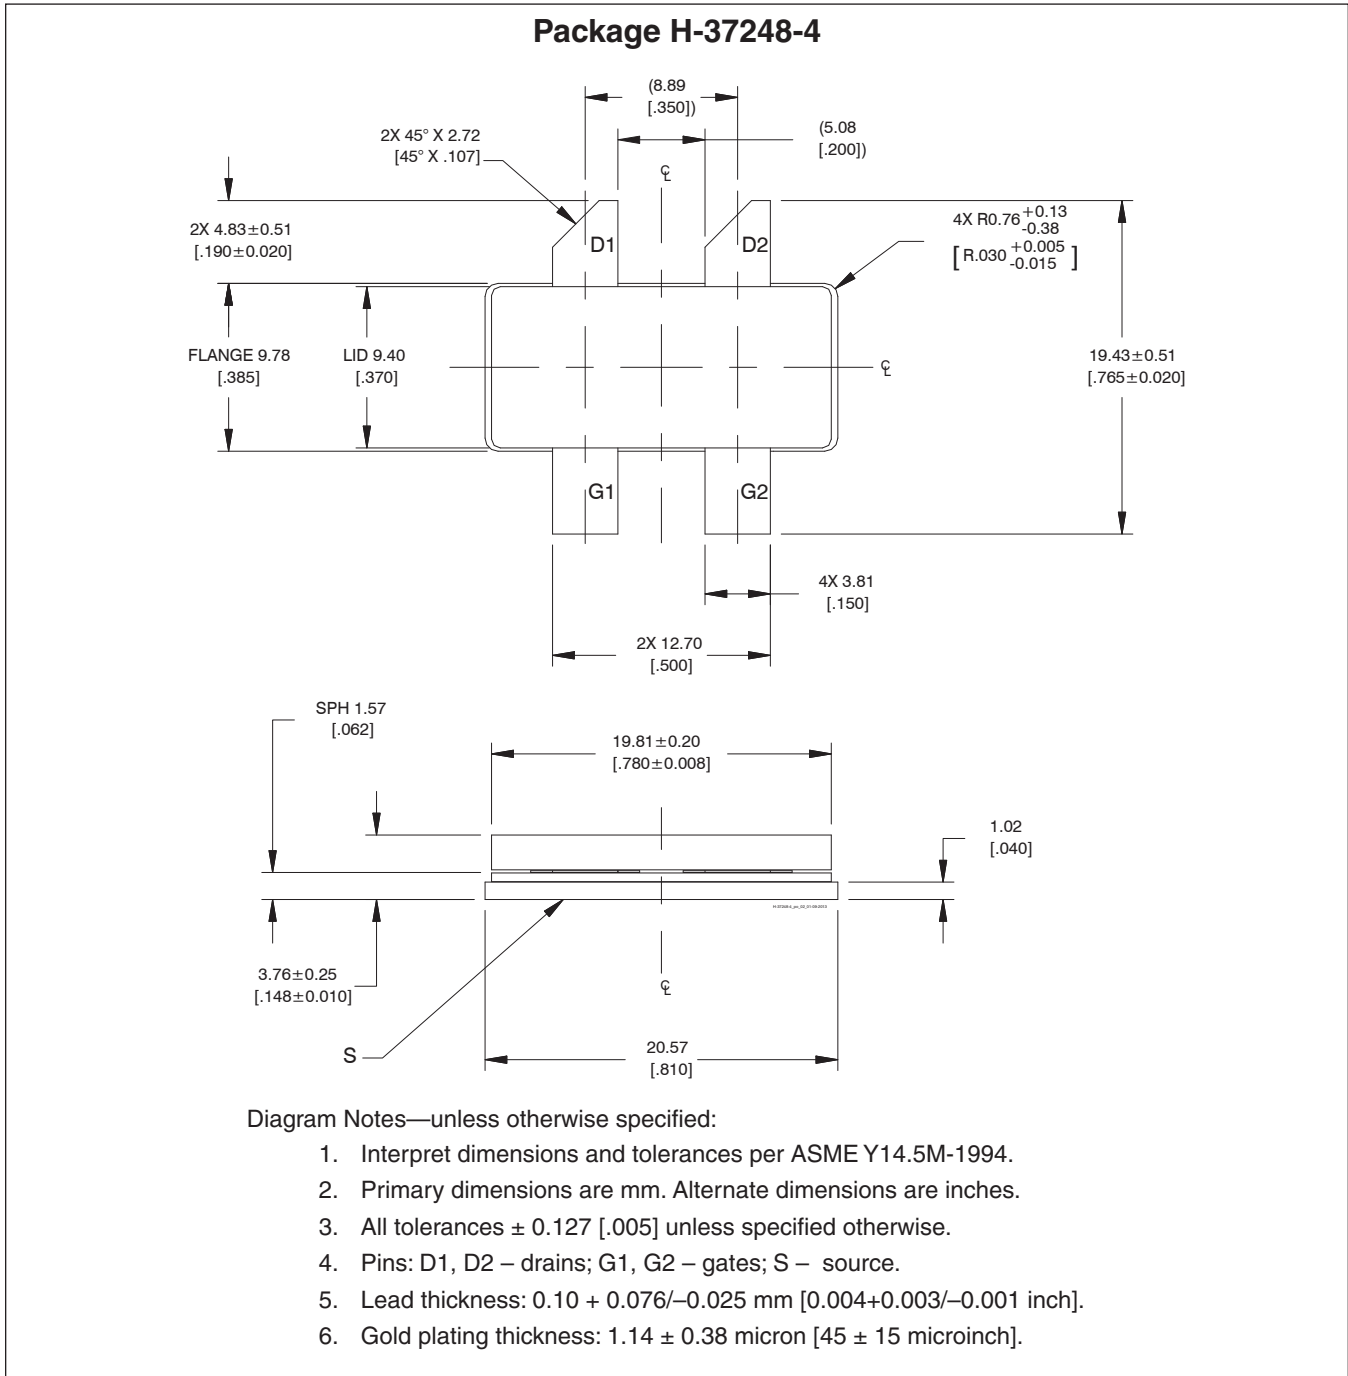 Package H-37248-4
(8.89
[.350])
2X 45° X 2.72
[45° X .107]
(5.08
[.200])
℄
2X 4.83±0.51
[.190±0.020]
4X R0.76 +0.13
-0.38
[ R.030 +0.005
-0.015 ]
D1
D2
FLANGE 9.78
[.385]
LID 9.40
[.370]
℄
19.43±0.51
[.765±0.020]
G1
G2
4X 3.81
[.150]
2X 12.70
[.500]
SPH 1.57
[.062]
19.81±0.20
[.780±0.008]
1.02
[.040]
3.76±0.25
[.148±0.010]
℄
S
20.57
[.810]
Diagram Notes—unless otherwise specified:
1. Interpret dimensions and tolerances per ASME Y14.5M-1994.
2. Primary dimensions are mm. Alternate dimensions are inches.
3. All tolerances ± 0.127 [.005] unless specified otherwise.
4. Pins: D1, D2 – drains; G1, G2 – gates; S – source.
5. Lead thickness: 0.10 + 0.076/–0.025 mm [0.004+0.003/–0.001 inch].
6. Gold plating thickness: 1.14 ± 0.38 micron [45 ± 15 microinch].